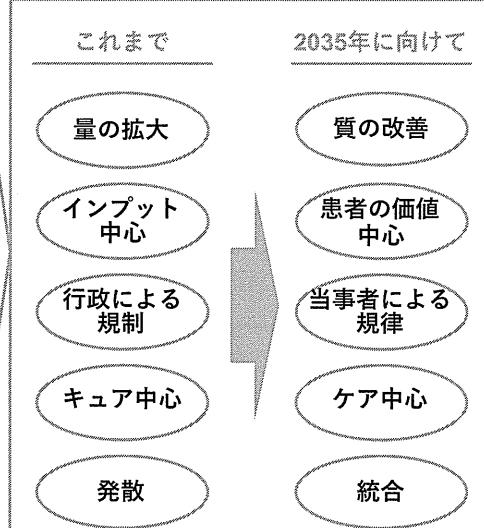 これまで
2035年に向けて
量の拡大
質の改善
インプット
中心
患者の価値
中心
行政による
規制
当事者による
規律
キュア中心
ケア中心
発散
統合